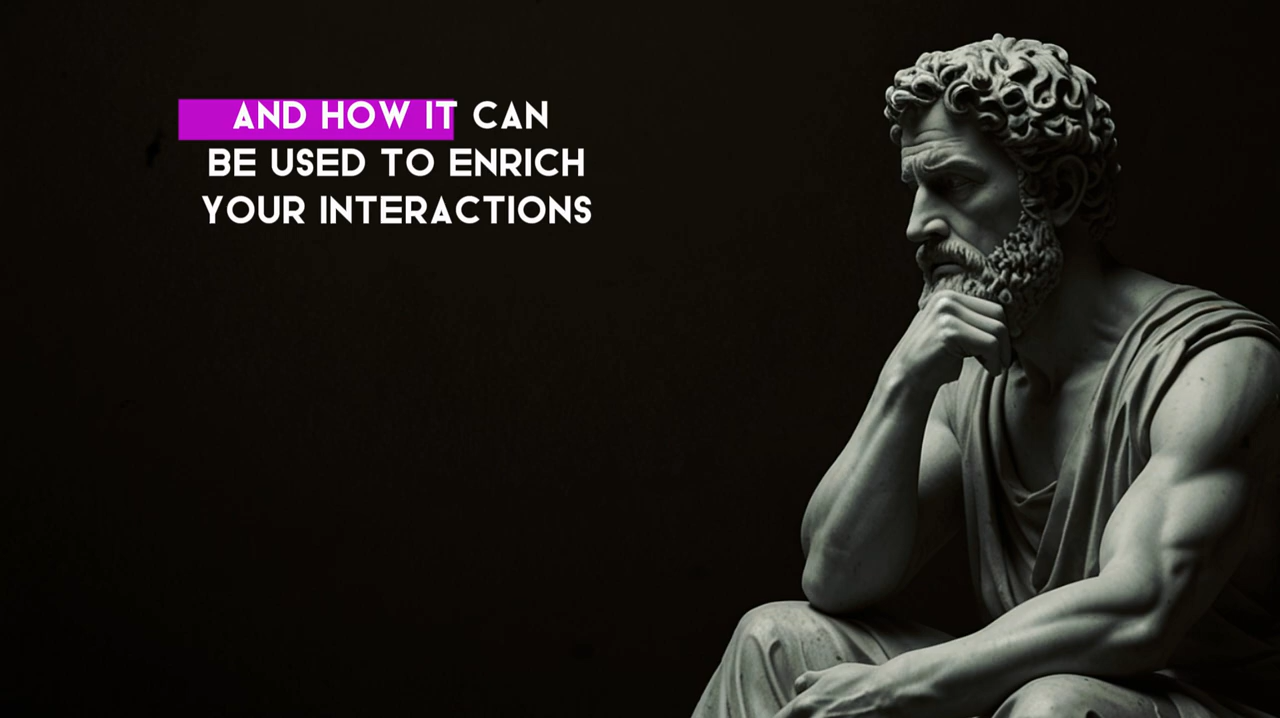 AND HOW IT CAN
BE USED TO ENRICH
YOUR INTERACTIONS